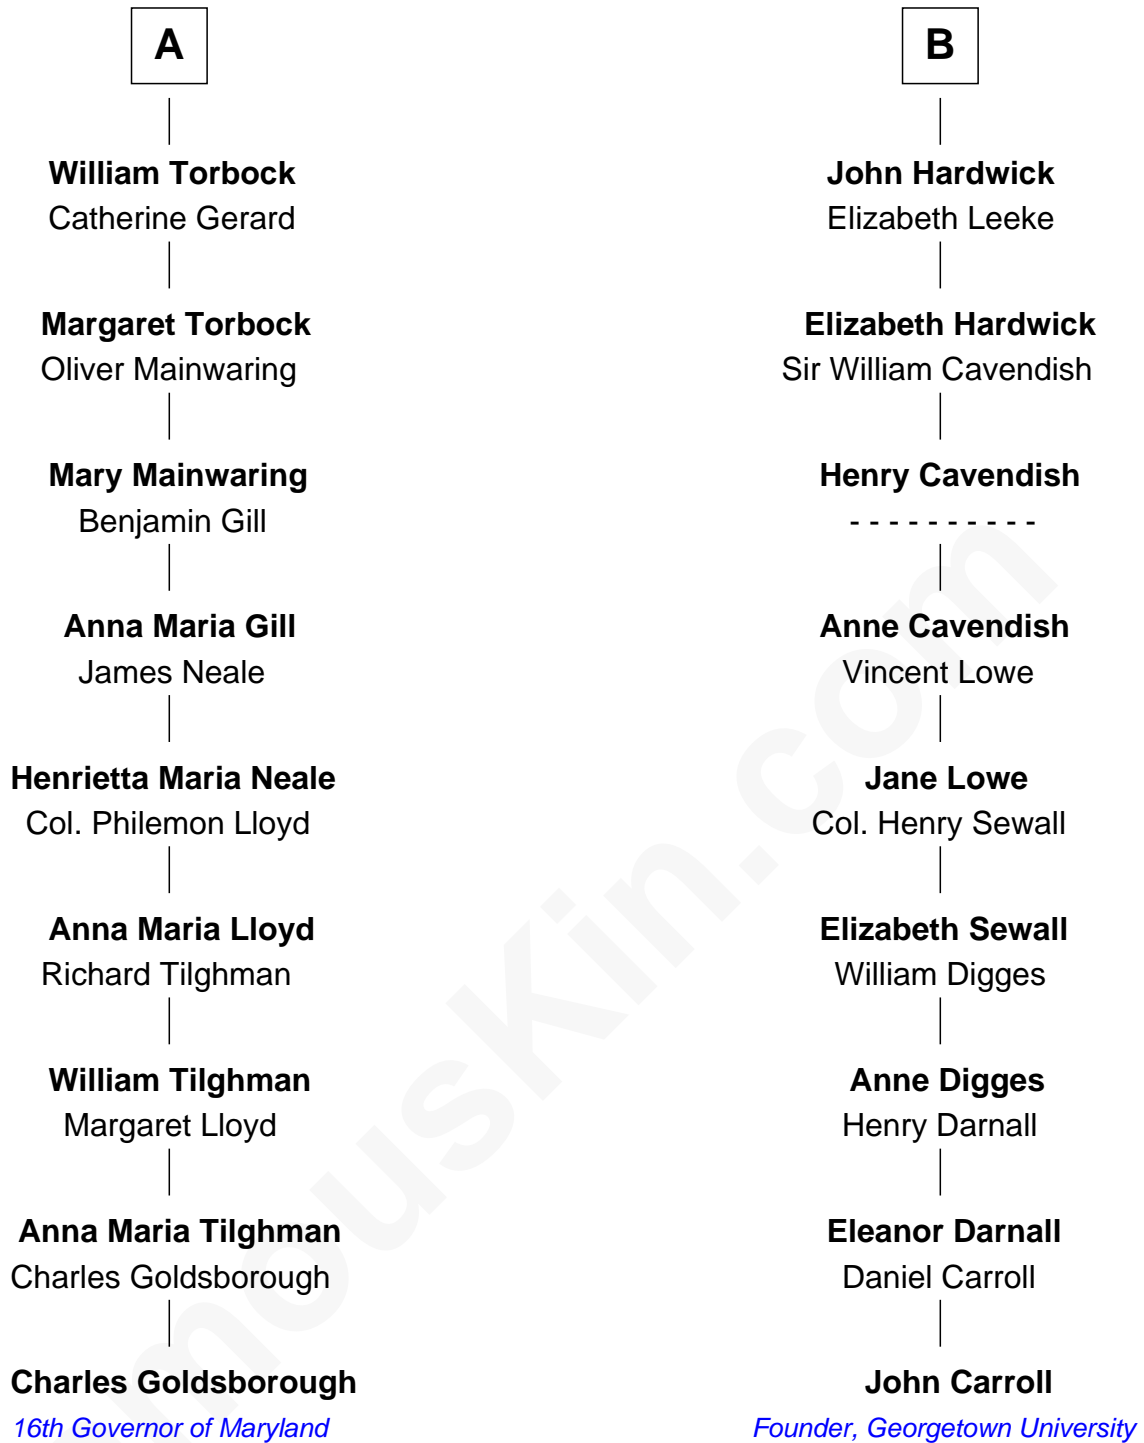 A
William Torbock
Catherine Gerard
Margaret Torbock
Oliver Mainwaring
Mary Mainwaring
Benjamin Gill
Anna Maria Gill
James Neale
Henrietta Maria Neale
Col. Philemon Lloyd
Anna Maria Lloyd
Richard Tilghman
William Tilghman
Margaret Lloyd
Anna Maria Tilghman
Charles Goldsborough
Charles Goldsborough
16th Governor of Maryland
B
John Hardwick
Elizabeth Leeke
Elizabeth Hardwick
Sir William Cavendish
Henry Cavendish
- - - - - - - - - -
Anne Cavendish
Vincent Lowe
Jane Lowe
Col. Henry Sewall
Elizabeth Sewall
William Digges
Anne Digges
Henry Darnall
Eleanor Darnall
Daniel Carroll
John Carroll
Founder, Georgetown University
mousKin.com